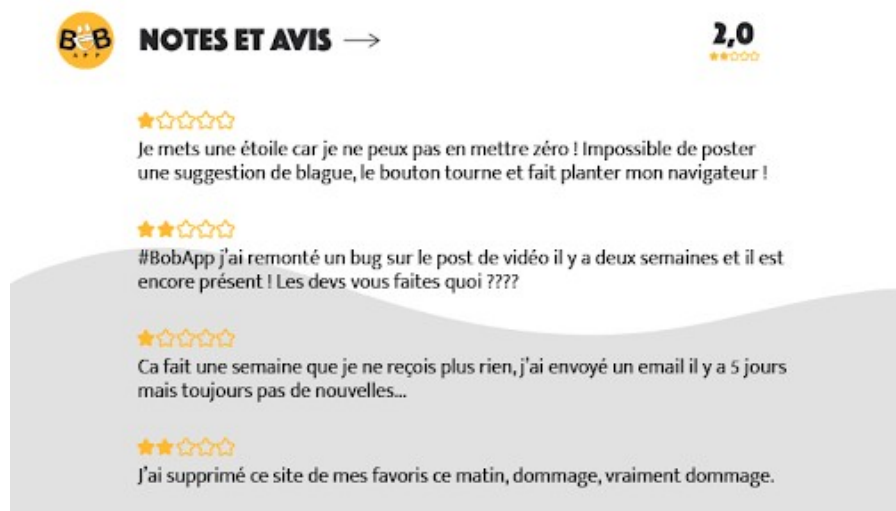 BOB
APP
NOTES ET AVIS
2,0
Je mets une étoile car je ne peux pas en mettre zéro ! Impossible de poster
une suggestion de blague, le bouton tourne et fait planter mon navigateur !
#BobApp j'ai remonté un bug sur le post de vidéo il y a deux semaines et il est
encore présent ! Les devs vous faites quoi ????
Ca fait une semaine que je ne reçois plus rien, j'ai envoyé un email il y a 5 jours
mais toujours pas de nouvelles...
J'ai supprimé ce site de mes favoris ce matin, dommage, vraiment dommage.